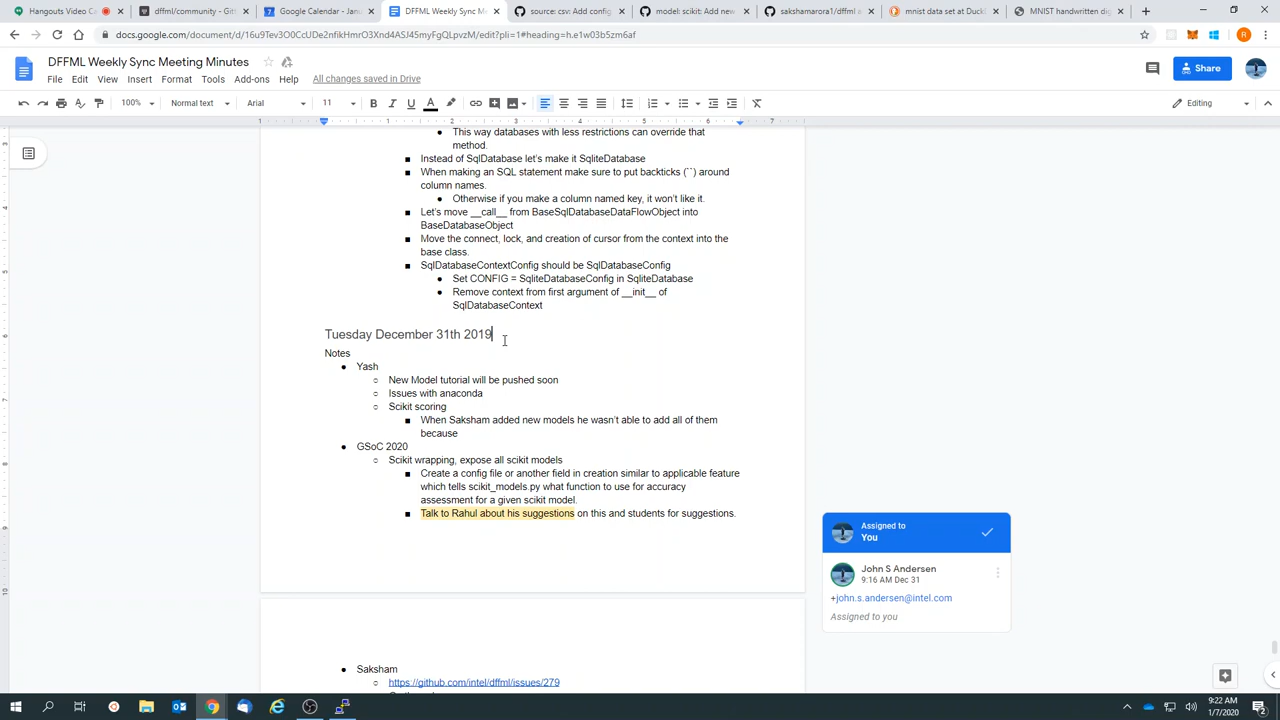 Hangouts Video Ca
dffml/community - Git
Google Calendar - Janu
DFFML Weekly Sync Me
source: csv: Add config
model: scikit: Add new
sakshamarora1/dffml a
mnist data set at Duckl
MNIST handwritten dig
docs.google.com/document/d/16u9Tev3O0CcUDe2nfikHmrO3Xnd4ASJ45myFgQLpvzM/edit?pli=1#heading=h.e1w03b5zm6af
DFFML Weekly Sync Meeting Minutes
File Edit View Insert Format Tools Add-ons Help All changes saved in Drive
Share
100% Normal text Arial 11 B I U A Editing
1 1 2 3 4 5 6 7
This way databases with less restrictions can override that
method.
Instead of SqlDatabase let's make it SqliteDatabase
When making an SQL statement make sure to put backticks (``) around
column names.
Otherwise if you make a column named key, it won't like it.
Let's move __call__ from BaseSqlDatabaseDataFlowObject into
BaseDatabaseObject
Move the connect, lock, and creation of cursor from the context into the
base class.
SqlDatabaseContextConfig should be SqlDatabaseConfig
Set CONFIG = SqliteDatabaseConfig in SqliteDatabase
Remove context from first argument of __init__ of
SqlDatabaseContext
Tuesday December 31th 2019
Notes
Yash
New Model tutorial will be pushed soon
Issues with anaconda
Scikit scoring
When Saksham added new models he wasn't able to add all of them
because
GSoC 2020
Scikit wrapping, expose all scikit models
Create a config file or another field in creation similar to applicable feature
which tells scikit_models.py what function to use for accuracy
assessment for a given scikit model.
Talk to Rahul about his suggestions on this and students for suggestions.
Assigned to
You
John S Andersen
9:16 AM Dec 31
+john.s.andersen@intel.com
Assigned to you
Saksham
https://github.com/intel/dffml/issues/279
9:22 AM
1/7/2020